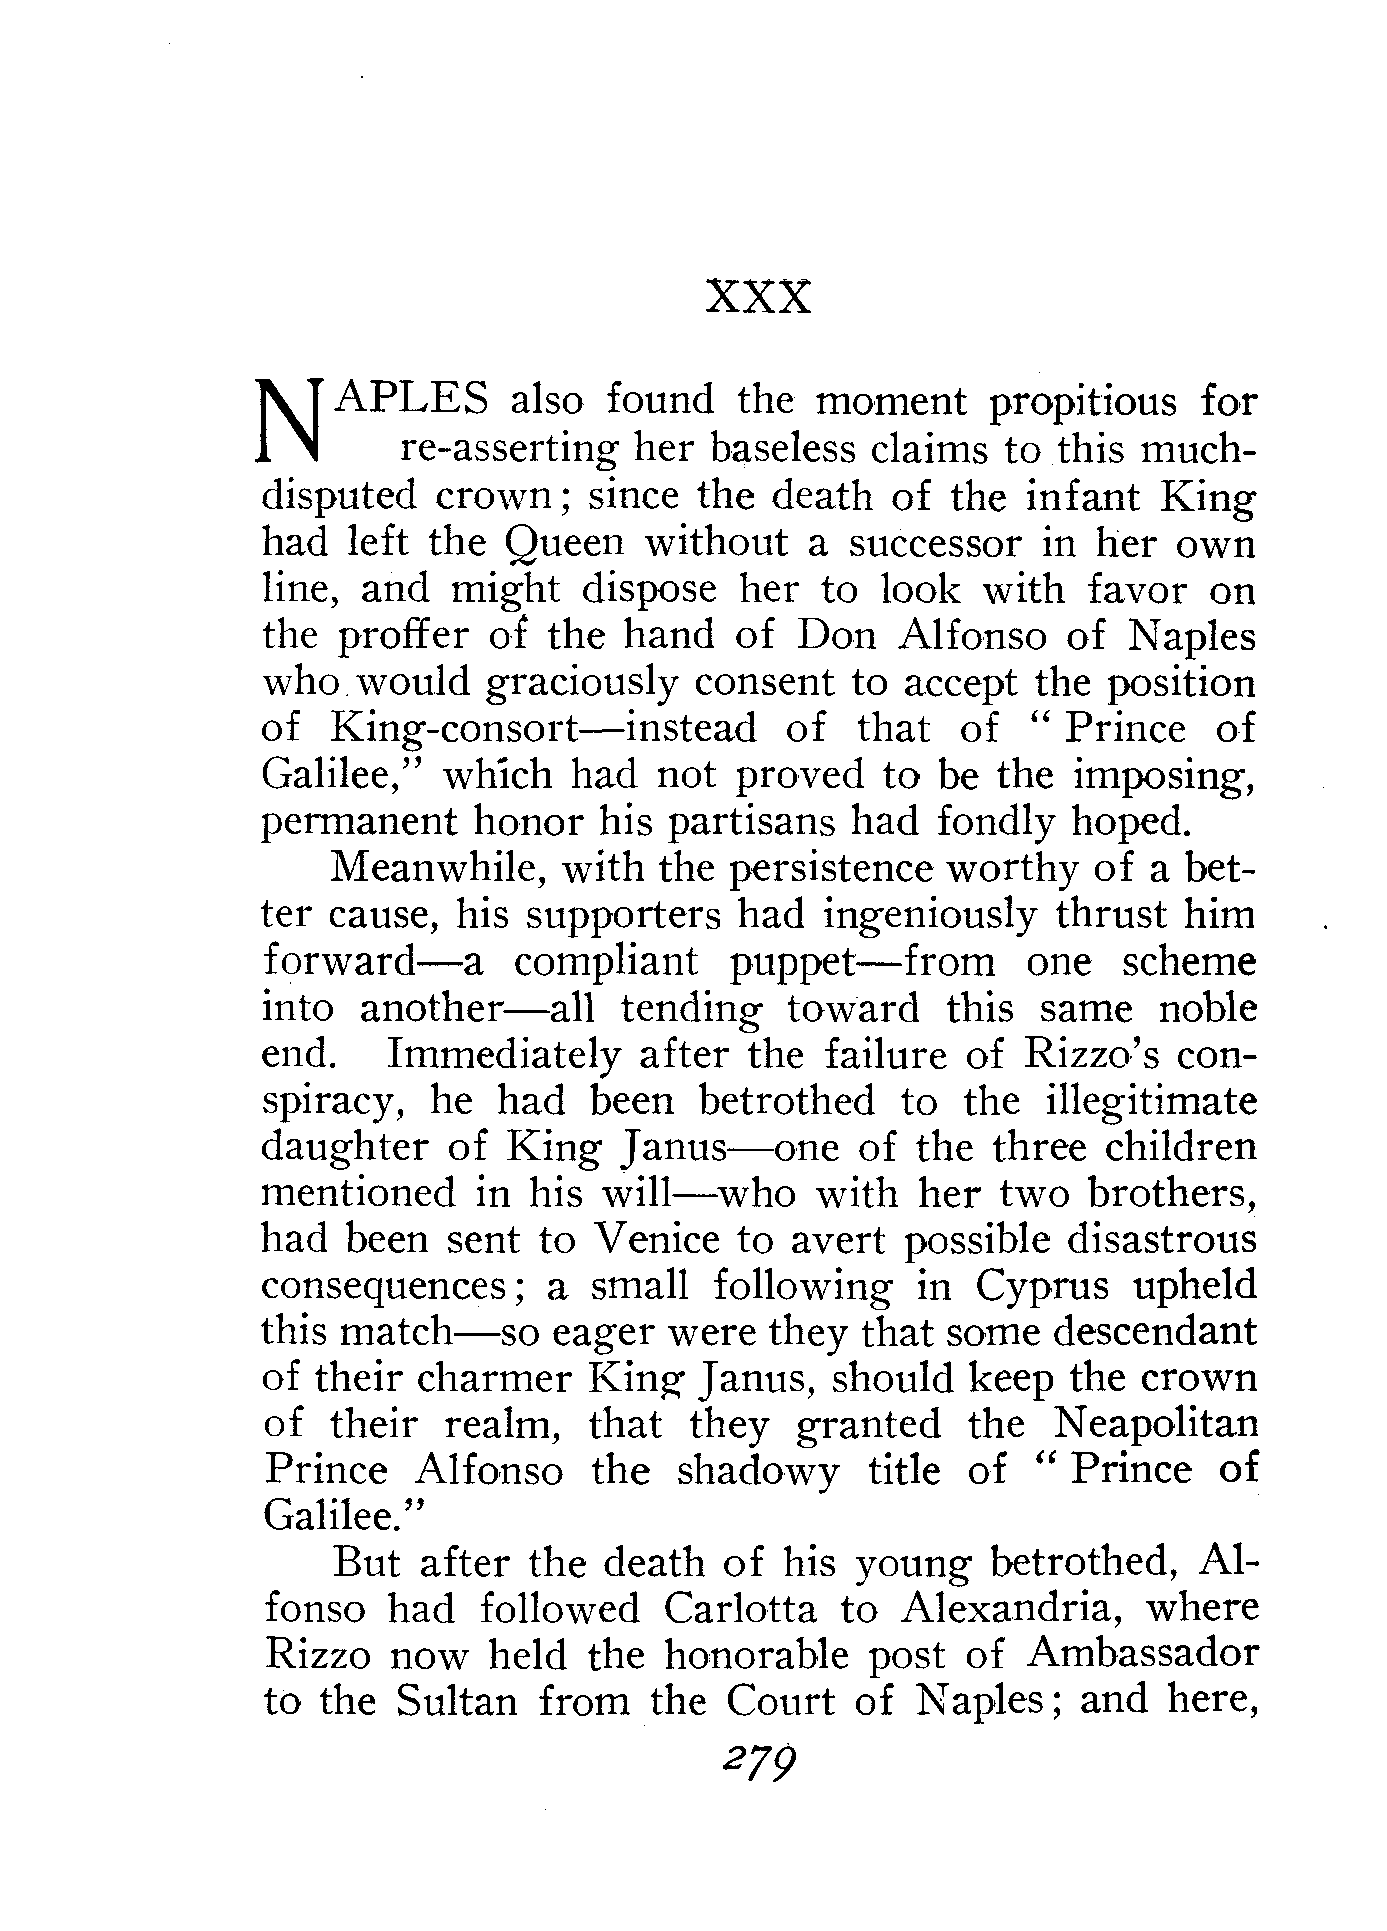 XXX
NAPLES also found the moment propitious for
re-asserting her baseless claims to this much-
disputed crown; since the death of the infant King
had left the Queen without a successor in her own
line, and might dispose her to look with favor on
the proffer of the hand of Don Alfonso of Naples
who would graciously consent to accept the position
of King-consort—instead of that of " Prince of
Galilee," which had not proved to be the imposing,
permanent honor his partisans had fondly hoped.
Meanwhile, with the persistence worthy of a bet-
ter cause, his supporters had ingeniously thrust him
forward—a compliant puppet—from one scheme
into another—all tending toward this same noble
end. Immediately after the failure of Rizzo's con-
spiracy, he had been betrothed to the illegitimate
daughter of King Janus—one of the three children
mentioned in his will—who with her two brothers,
had been sent to Venice to avert possible disastrous
consequences; a small following in Cyprus upheld
this match—so eager were they that some descendant
of their charmer King Janus, should keep the crown
of their realm, that they granted the Neapolitan
Prince Alfonso the shadowy title of " Prince of
Galilee."
But after the death of his young betrothed, Al-
fonso had followed Carlotta to Alexandria, where
Rizzo now held the honorable post of Ambassador
to the Sultan from the Court of Naples; and here,
279